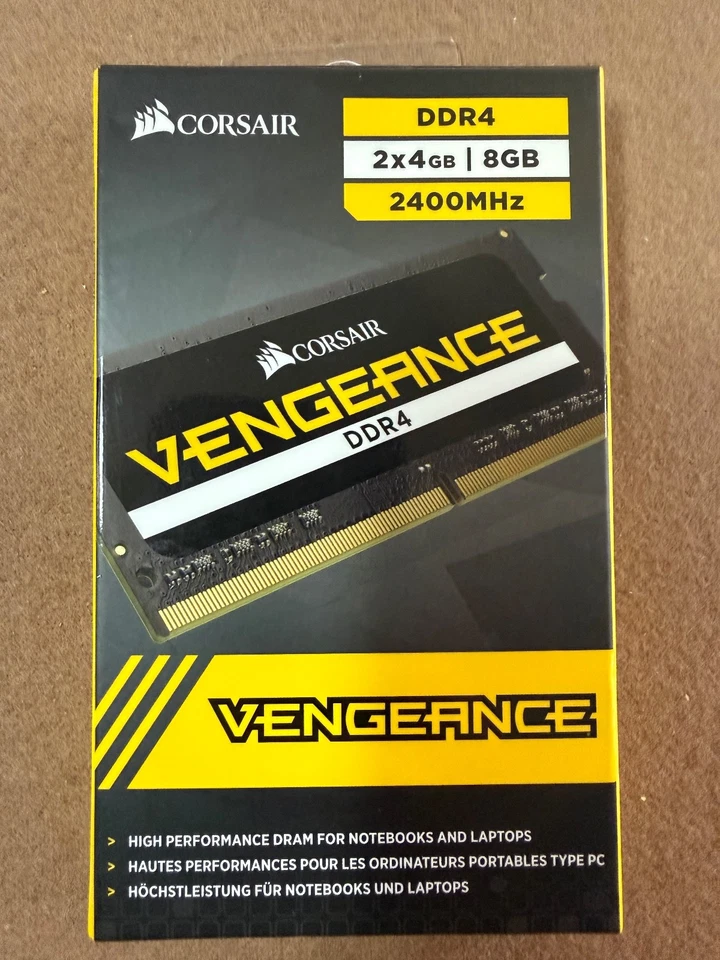 CORSAIR
DDR4
2x4GB | 8GB
2400MHz
CORSAIR
VENGEANCE
DDR4
VENGEANCE
> HIGH PERFORMANCE DRAM FOR NOTEBOOKS AND LAPTOPS
> HAUTES PERFORMANCES POUR LES ORDINATEURS PORTABLES TYPE PC
> HÖCHSTLEISTUNG FÜR NOTEBOOKS UND LAPTOPS